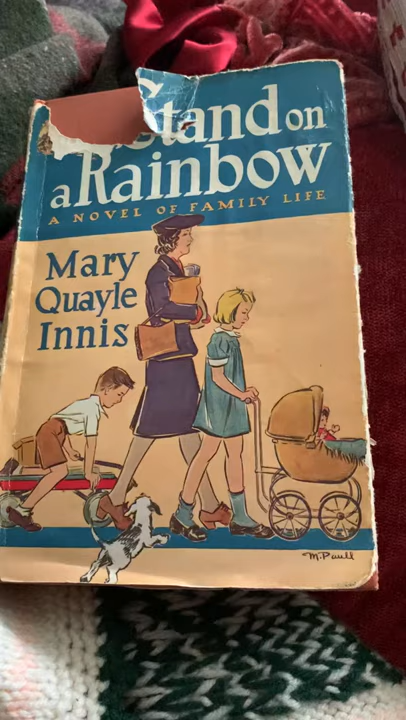 Stand on
a Rainbow
A NOVEL OF FAMILY LIFE
Mary
Quayle
Innis
M. Paull